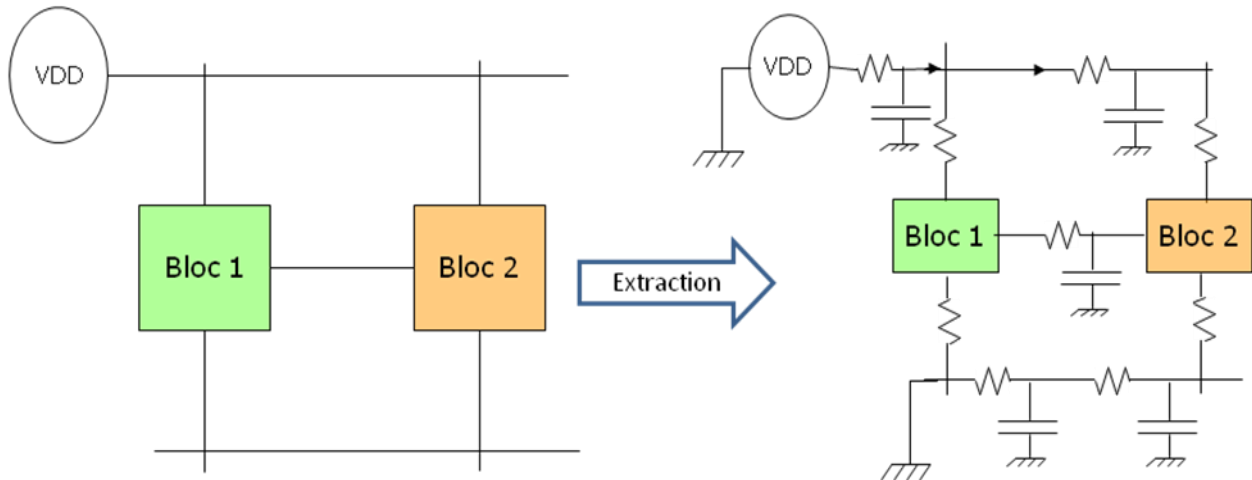 VDD
VDD
Bloc 1
Bloc 2
Extraction
Bloc 1
Bloc 2